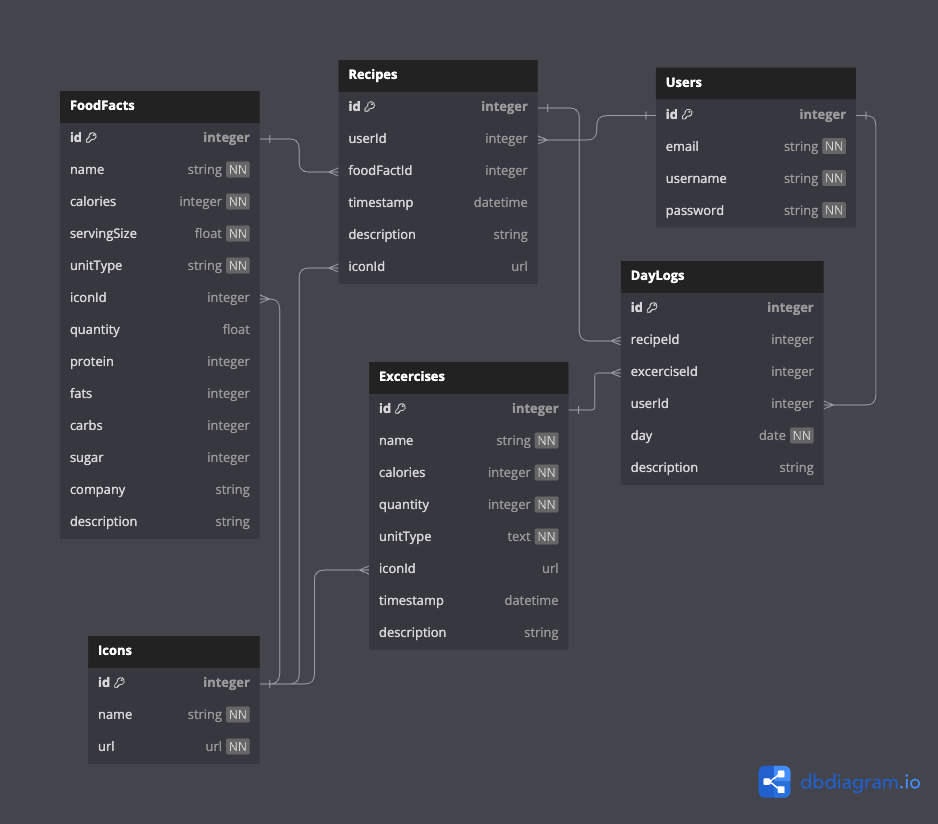 FoodFacts
id integer
name string NN
calories integer NN
servingSize float NN
unitType string NN
iconId integer
quantity float
protein integer
fats integer
carbs integer
sugar integer
company string
description string
Recipes
id integer
userId integer
foodFactId integer
timestamp datetime
description string
iconId url
Users
id integer
email string NN
username string NN
password string NN
DayLogs
id integer
recipeId integer
excerciseId integer
userId integer
day date NN
description string
Excercises
id integer
name string NN
calories integer NN
quantity integer NN
unitType text NN
iconId url
timestamp datetime
description string
Icons
id integer
name string NN
url url NN
dbdiagram.io